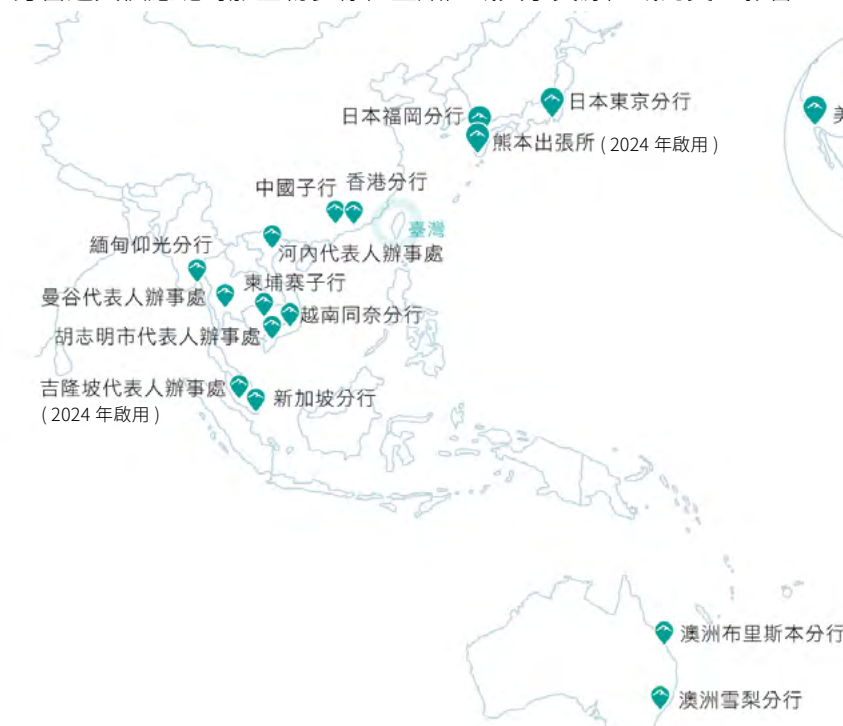 日本東京分行
日本福岡分行
熊本出張所 ( 2024 年啟用 )
美
香港分行
中國子行
臺灣
緬甸仰光分行
河內代表人辦事處
柬埔寨子行
曼谷代表人辦事處
越南同奈分行
胡志明市代表人辦事處
吉隆坡代表人辦事處
( 2024 年啟用 )
新加坡分行
澳洲布里斯本分行
澳洲雪梨分行